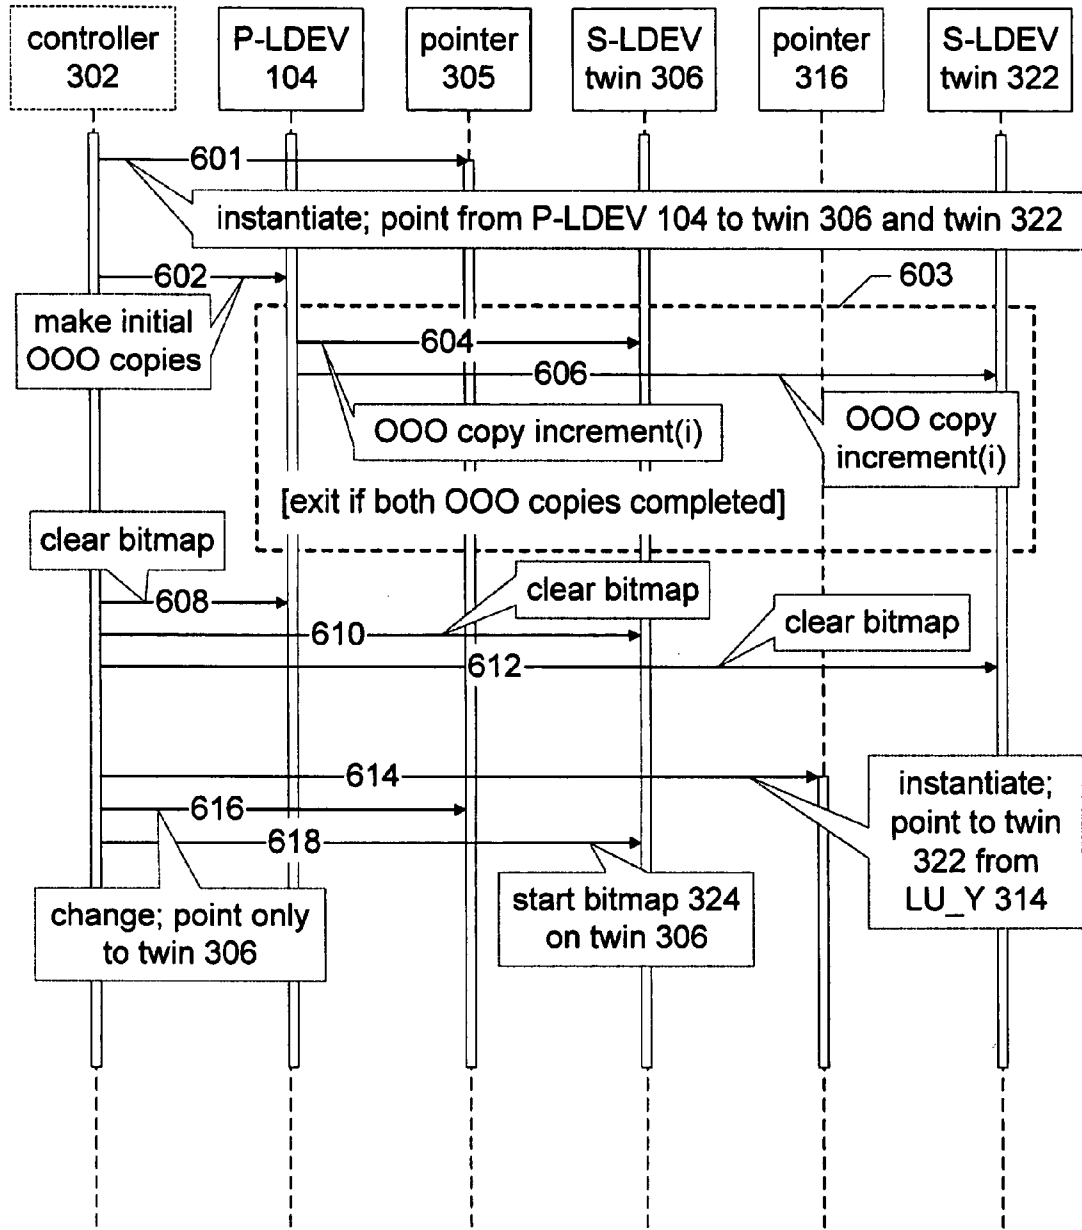 controller
302
P-LDEV
104
pointer
305
S-LDEV
twin 306
pointer
316
S-LDEV
twin 322
601
instantiate; point from P-LDEV 104 to twin 306 and twin 322
602
603
make initial
OOO copies
604
606
OOO copy increment(i)
OOO copy
increment(i)
[exit if both OOO copies completed]
clear bitmap
608
clear bitmap
610
clear bitmap
612
614
instantiate;
point to twin
322 from
LU_Y 314
616
618
change; point only
to twin 306
start bitmap 324
on twin 306